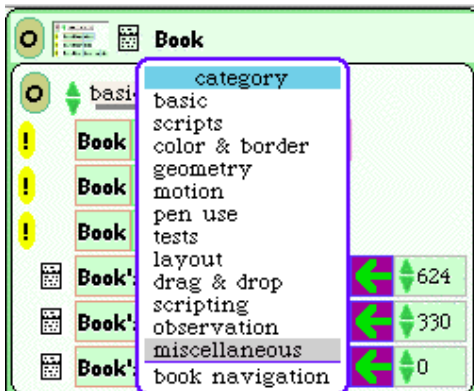 Book
category
basi
basic
scripts
! Book
color & border
geometry
! Book
motion
pen use
! Book
tests
layout
Book': 624
drag & drop
scripting
Book': 330
observation
miscellaneous
Book': 0
book navigation